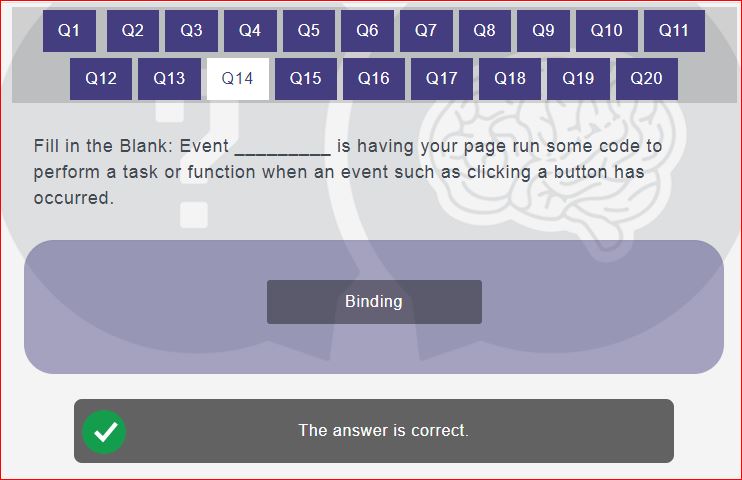 Q1 Q2 Q3 Q4 Q5 Q6 Q7 Q8 Q9 Q10 Q11
Q12 Q13 Q14 Q15 Q16 Q17 Q18 Q19 Q20
Fill in the Blank: Event _________ is having your page run some code to
perform a task or function when an event such as clicking a button has
occurred.
Binding
The answer is correct.